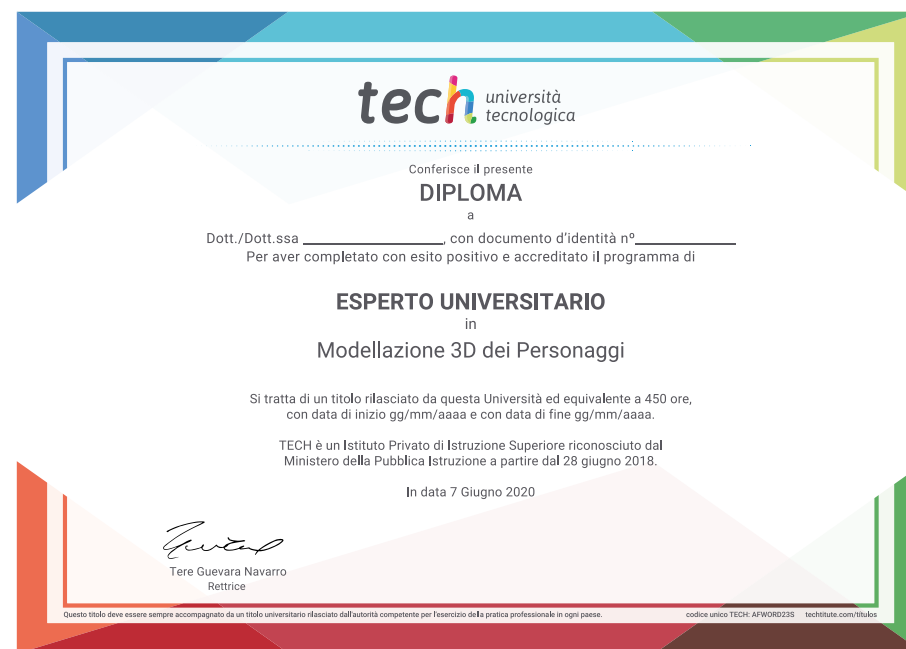 tech università
tecnologica
Conferisce il presente
DIPLOMA
a
Dott./Dott.ssa ____________________, con documento d'identità nº______________
Per aver completato con esito positivo e accreditato il programma di
ESPERTO UNIVERSITARIO
in
Modellazione 3D dei Personaggi
Si tratta di un titolo rilasciato da questa Università ed equivalente a 450 ore,
con data di inizio gg/mm/aaaa e con data di fine gg/mm/aaaa.
TECH è un Istituto Privato di Istruzione Superiore riconosciuto dal
Ministero della Pubblica Istruzione a partire dal 28 giugno 2018.
In data 7 Giugno 2020
Tere Guevara Navarro
Rettrice
Questo titolo deve essere sempre accompagnato da un titolo universitario rilasciato dall'autorità competente per l'esercizio della pratica professionale in ogni paese. codice unico TECH: AFWORD23S techtitute.com/titulos